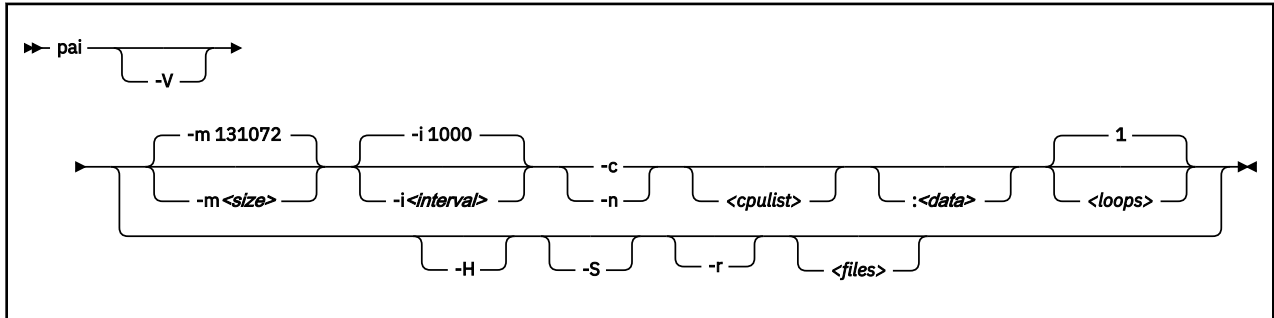 pai
-V
-m 131072 -i 1000 1
-c
-m<size> -i<interval> -n <cpulist> :<data> <loops>
-H -S -r <files>